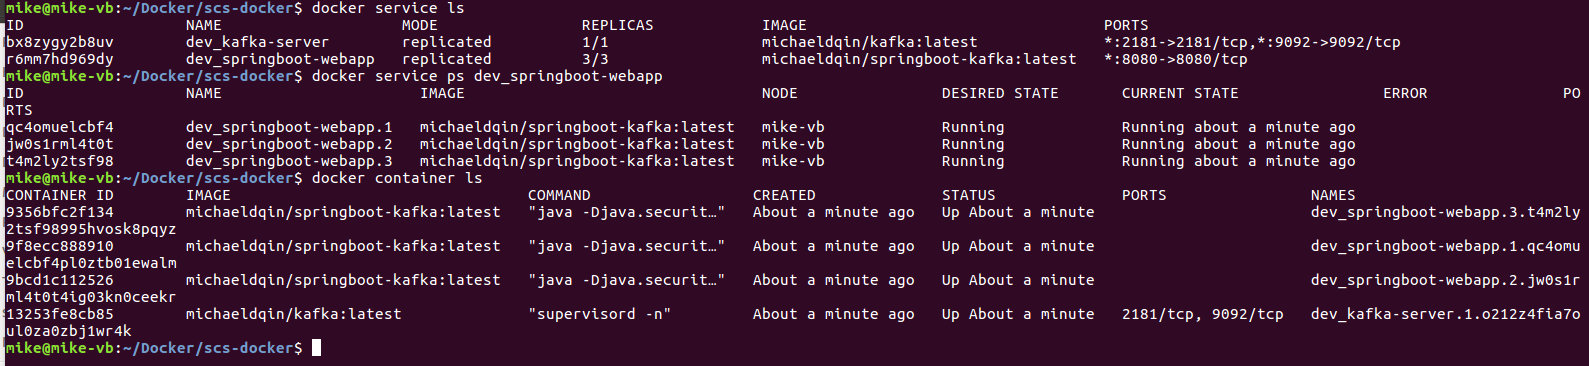 mike@mike-vb:~/Docker/scs-docker$ docker service ls
ID NAME MODE REPLICAS IMAGE PORTS
bx8zygy2b8uv dev_kafka-server replicated 1/1 michaeldqin/kafka:latest *:2181->2181/tcp,*:9092->9092/tcp
r6mm7hd969dy dev_springboot-webapp replicated 3/3 michaeldqin/springboot-kafka:latest *:8080->8080/tcp
mike@mike-vb:~/Docker/scs-docker$ docker service ps dev_springboot-webapp
ID NAME IMAGE NODE DESIRED STATE CURRENT STATE ERROR PO
RTS
qc4omuelcbf4 dev_springboot-webapp.1 michaeldqin/springboot-kafka:latest mike-vb Running Running about a minute ago
jw0s1rml4t0t dev_springboot-webapp.2 michaeldqin/springboot-kafka:latest mike-vb Running Running about a minute ago
t4m2ly2tsf98 dev_springboot-webapp.3 michaeldqin/springboot-kafka:latest mike-vb Running Running about a minute ago
mike@mike-vb:~/Docker/scs-docker$ docker container ls
CONTAINER ID IMAGE COMMAND CREATED STATUS PORTS NAMES
9356bfc2f134 michaeldqin/springboot-kafka:latest "java -Djava.securit…" About a minute ago Up About a minute dev_springboot-webapp.3.t4m2ly
2tsf98995hvosk8pqyz
9f8ecc888910 michaeldqin/springboot-kafka:latest "java -Djava.securit…" About a minute ago Up About a minute dev_springboot-webapp.1.qc4omu
elcbf4pl0ztb01ewalm
9bcd1c112526 michaeldqin/springboot-kafka:latest "java -Djava.securit…" About a minute ago Up About a minute dev_springboot-webapp.2.jw0s1r
ml4t0t4ig03kn0ceekr
13253fe8cb85 michaeldqin/kafka:latest "supervisord -n" About a minute ago Up About a minute 2181/tcp, 9092/tcp dev_kafka-server.1.o212z4fia7o
ul0za0zbj1wr4k
mike@mike-vb:~/Docker/scs-docker$